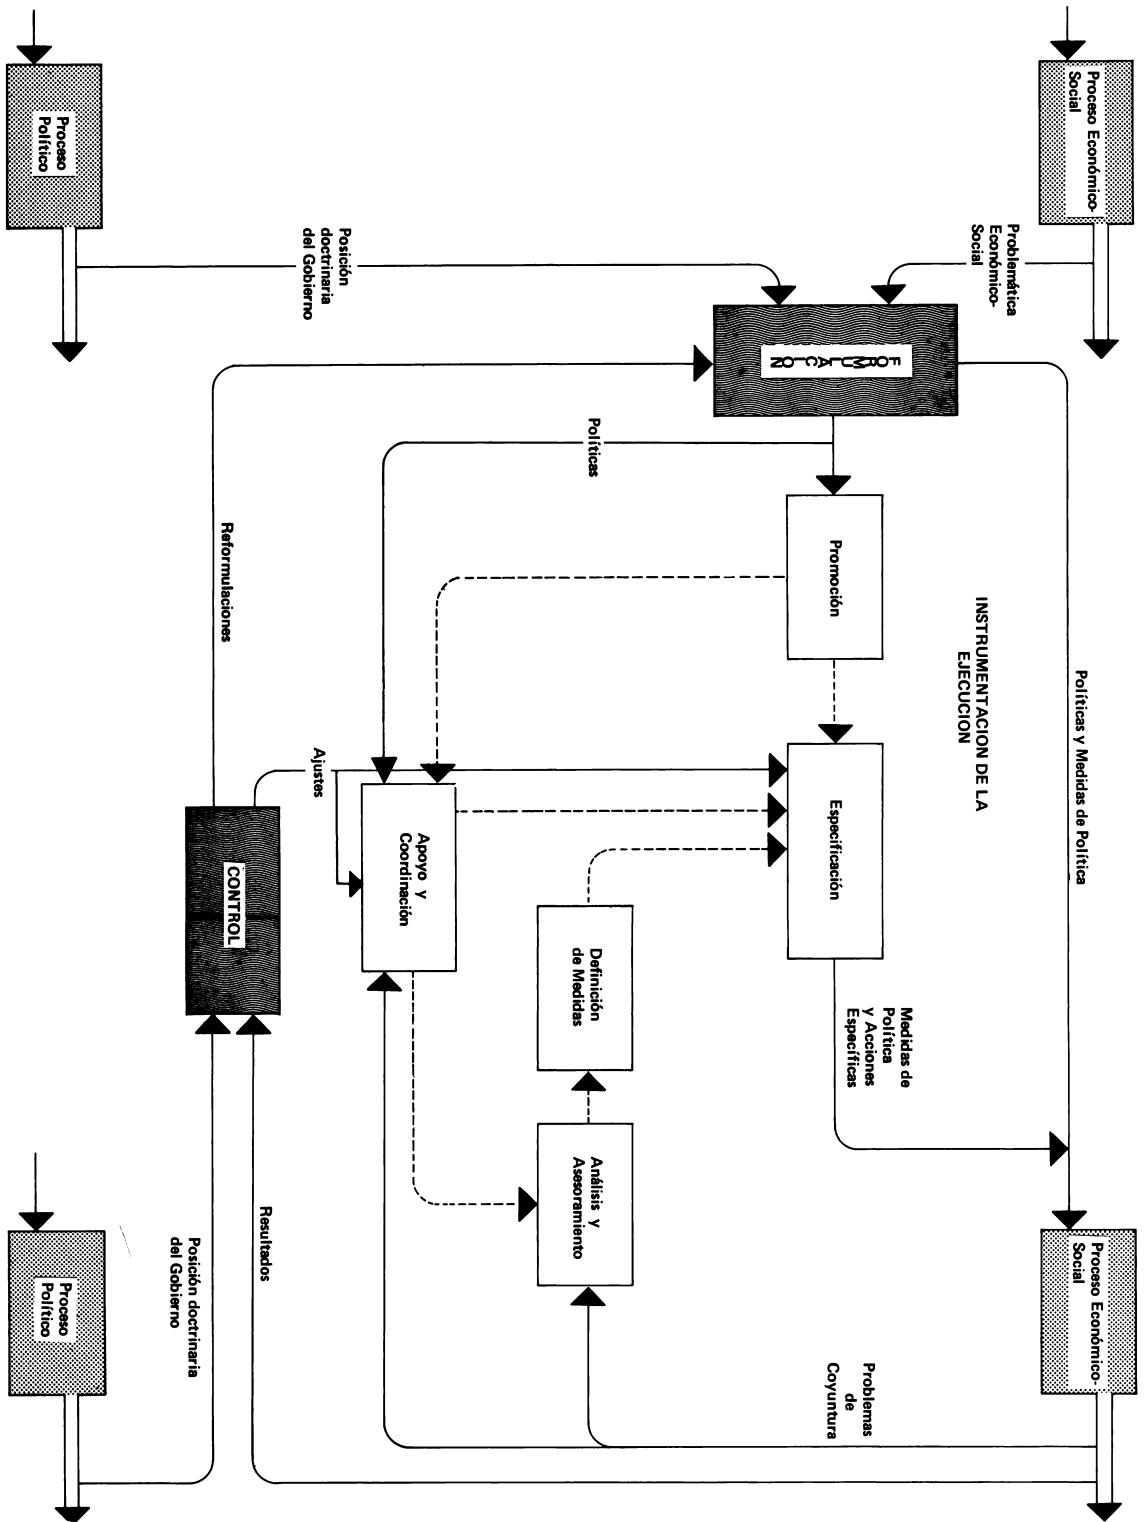 Proceso Económico-
Social
Problemática
Económico-
Social
Políticas y Medidas de Política
Proceso Económico-
Social
INSTRUMENTACION DE LA
EJECUCION
FORMULACION
Promoción
Especificación
Medidas de
Política
y Acciones
Específicas
Problemas
de
Coyuntura
Políticas
Definición
de Medidas
Análisis y
Asesoramiento
Apoyo y
Coordinación
Posición
doctrinaria
del Gobierno
Ajustes
Reformulaciones
CONTROL
Resultados
Posición doctrinaria
del Gobierno
Proceso
Político
Proceso
Político